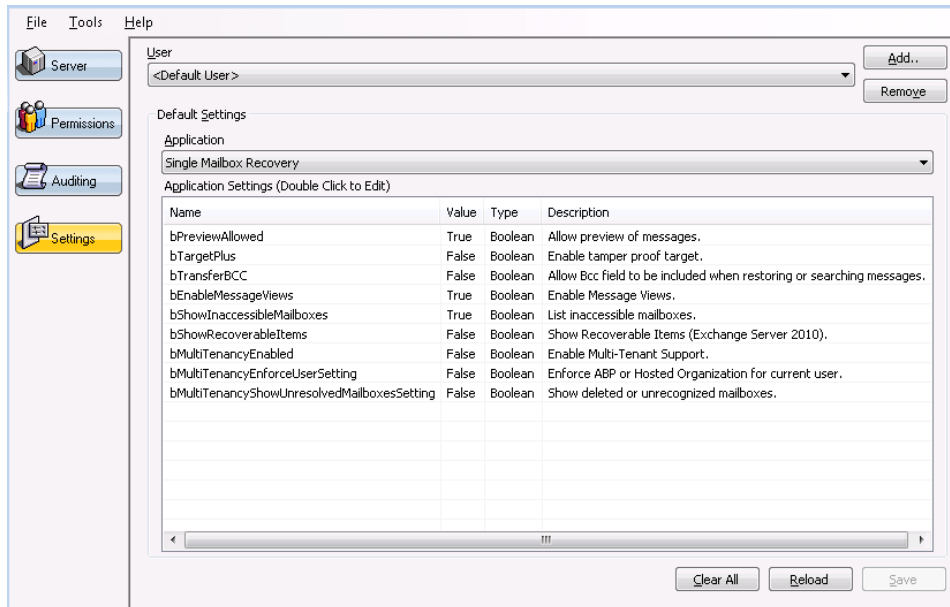 File Tools Help
Server
Permissions
Auditing
Settings
User
<Default User>
Add..
Remove
Default Settings
Application
Single Mailbox Recovery
Application Settings (Double Click to Edit)
Name Value Type Description
bPreviewAllowed True Boolean Allow preview of messages.
bTargetPlus False Boolean Enable tamper proof target.
bTransferBCC False Boolean Allow Bcc field to be included when restoring or searching messages.
bEnableMessageViews True Boolean Enable Message Views.
bShowInaccessibleMailboxes True Boolean List inaccessible mailboxes.
bShowRecoverableItems False Boolean Show Recoverable Items (Exchange Server 2010).
bMultiTenancyEnabled False Boolean Enable Multi-Tenant Support.
bMultiTenancyEnforceUserSetting False Boolean Enforce ABP or Hosted Organization for current user.
bMultiTenancyShowUnresolvedMailboxesSetting False Boolean Show deleted or unrecognized mailboxes.
Clear All Reload Save